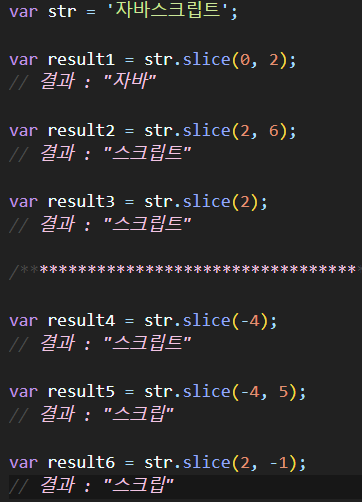 var str = '자바스크립트';
var result1 = str.slice(0, 2);
// 결과 : "자바"
var result2 = str.slice(2, 6);
// 결과 : "스크립트"
var result3 = str.slice(2);
// 결과 : "스크립트"
/***********************************
var result4 = str.slice(-4);
// 결과 : "스크립트"
var result5 = str.slice(-4, 5);
// 결과 : "스크립"
var result6 = str.slice(2, -1);
// 결과 : "스크립"